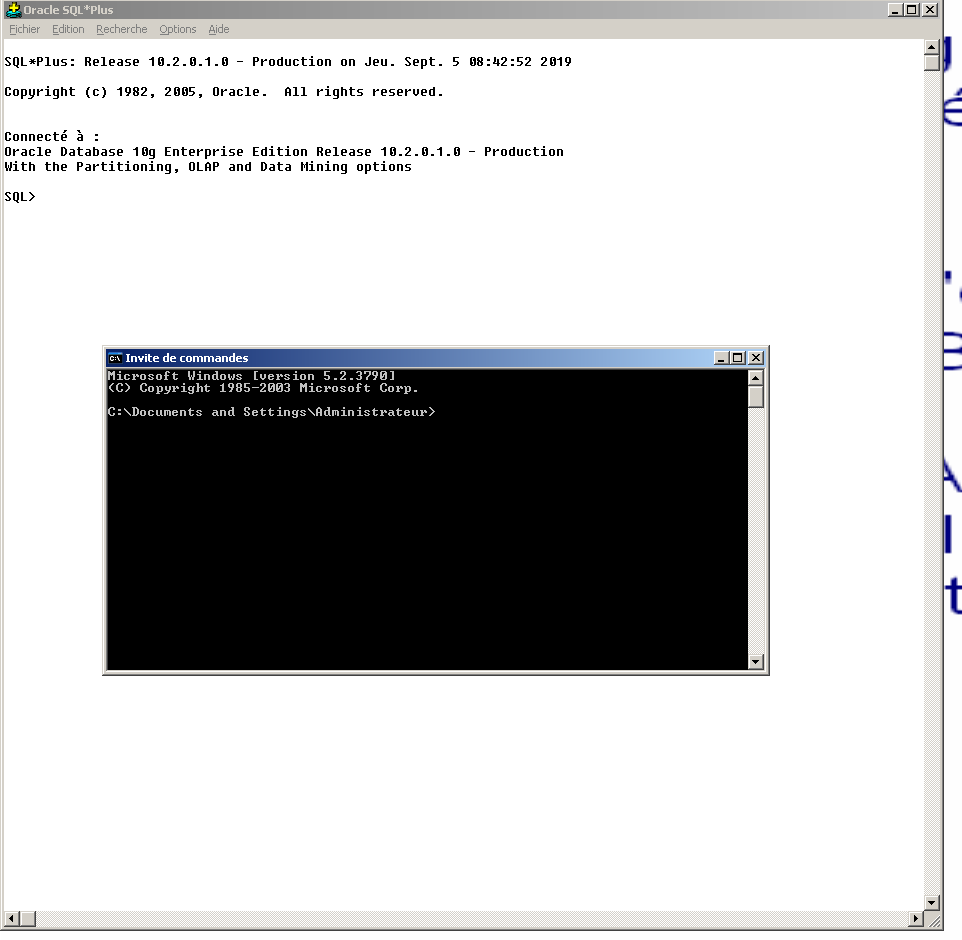 Oracle SQL*Plus
Fichier Edition Recherche Options Aide
SQL*Plus: Release 10.2.0.1.0 - Production on Jeu. Sept. 5 08:42:52 2019
Copyright (c) 1982, 2005, Oracle.  All rights reserved.
Connecté à :
Oracle Database 10g Enterprise Edition Release 10.2.0.1.0 - Production
With the Partitioning, OLAP and Data Mining options
SQL>
Invite de commandes
Microsoft Windows [version 5.2.3790]
(C) Copyright 1985-2003 Microsoft Corp.
C:\Documents and Settings\Administrateur>